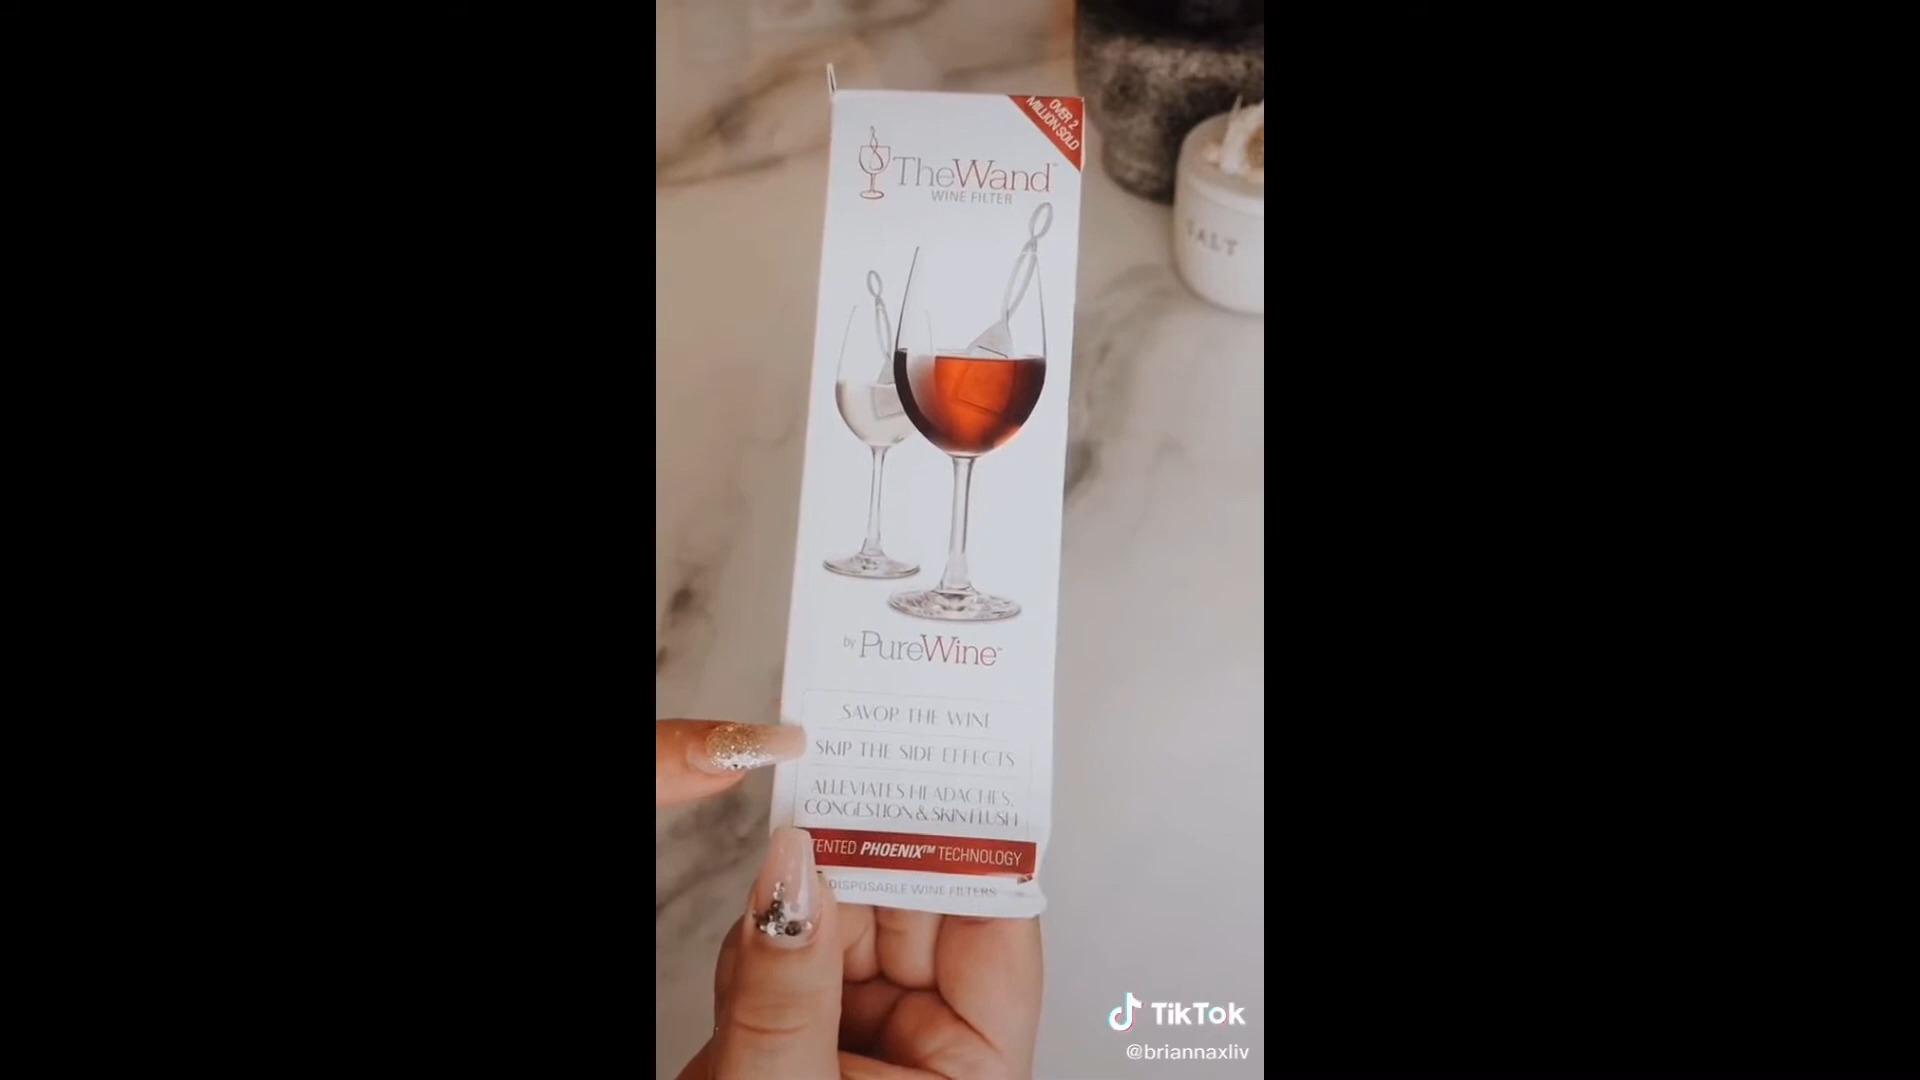 OVER 2
MILLION SOLD
TheWand™
WINE FILTER
SALT
by PureWine™
SAVOR THE WINE
SKIP THE SIDE EFFECTS
ALLEVIATES HEADACHES,
CONGESTION & SKIN FLUSH
TENTED PHOENIX™ TECHNOLOGY
DISPOSABLE WINE FILTERS
TikTok
@briannaxliv